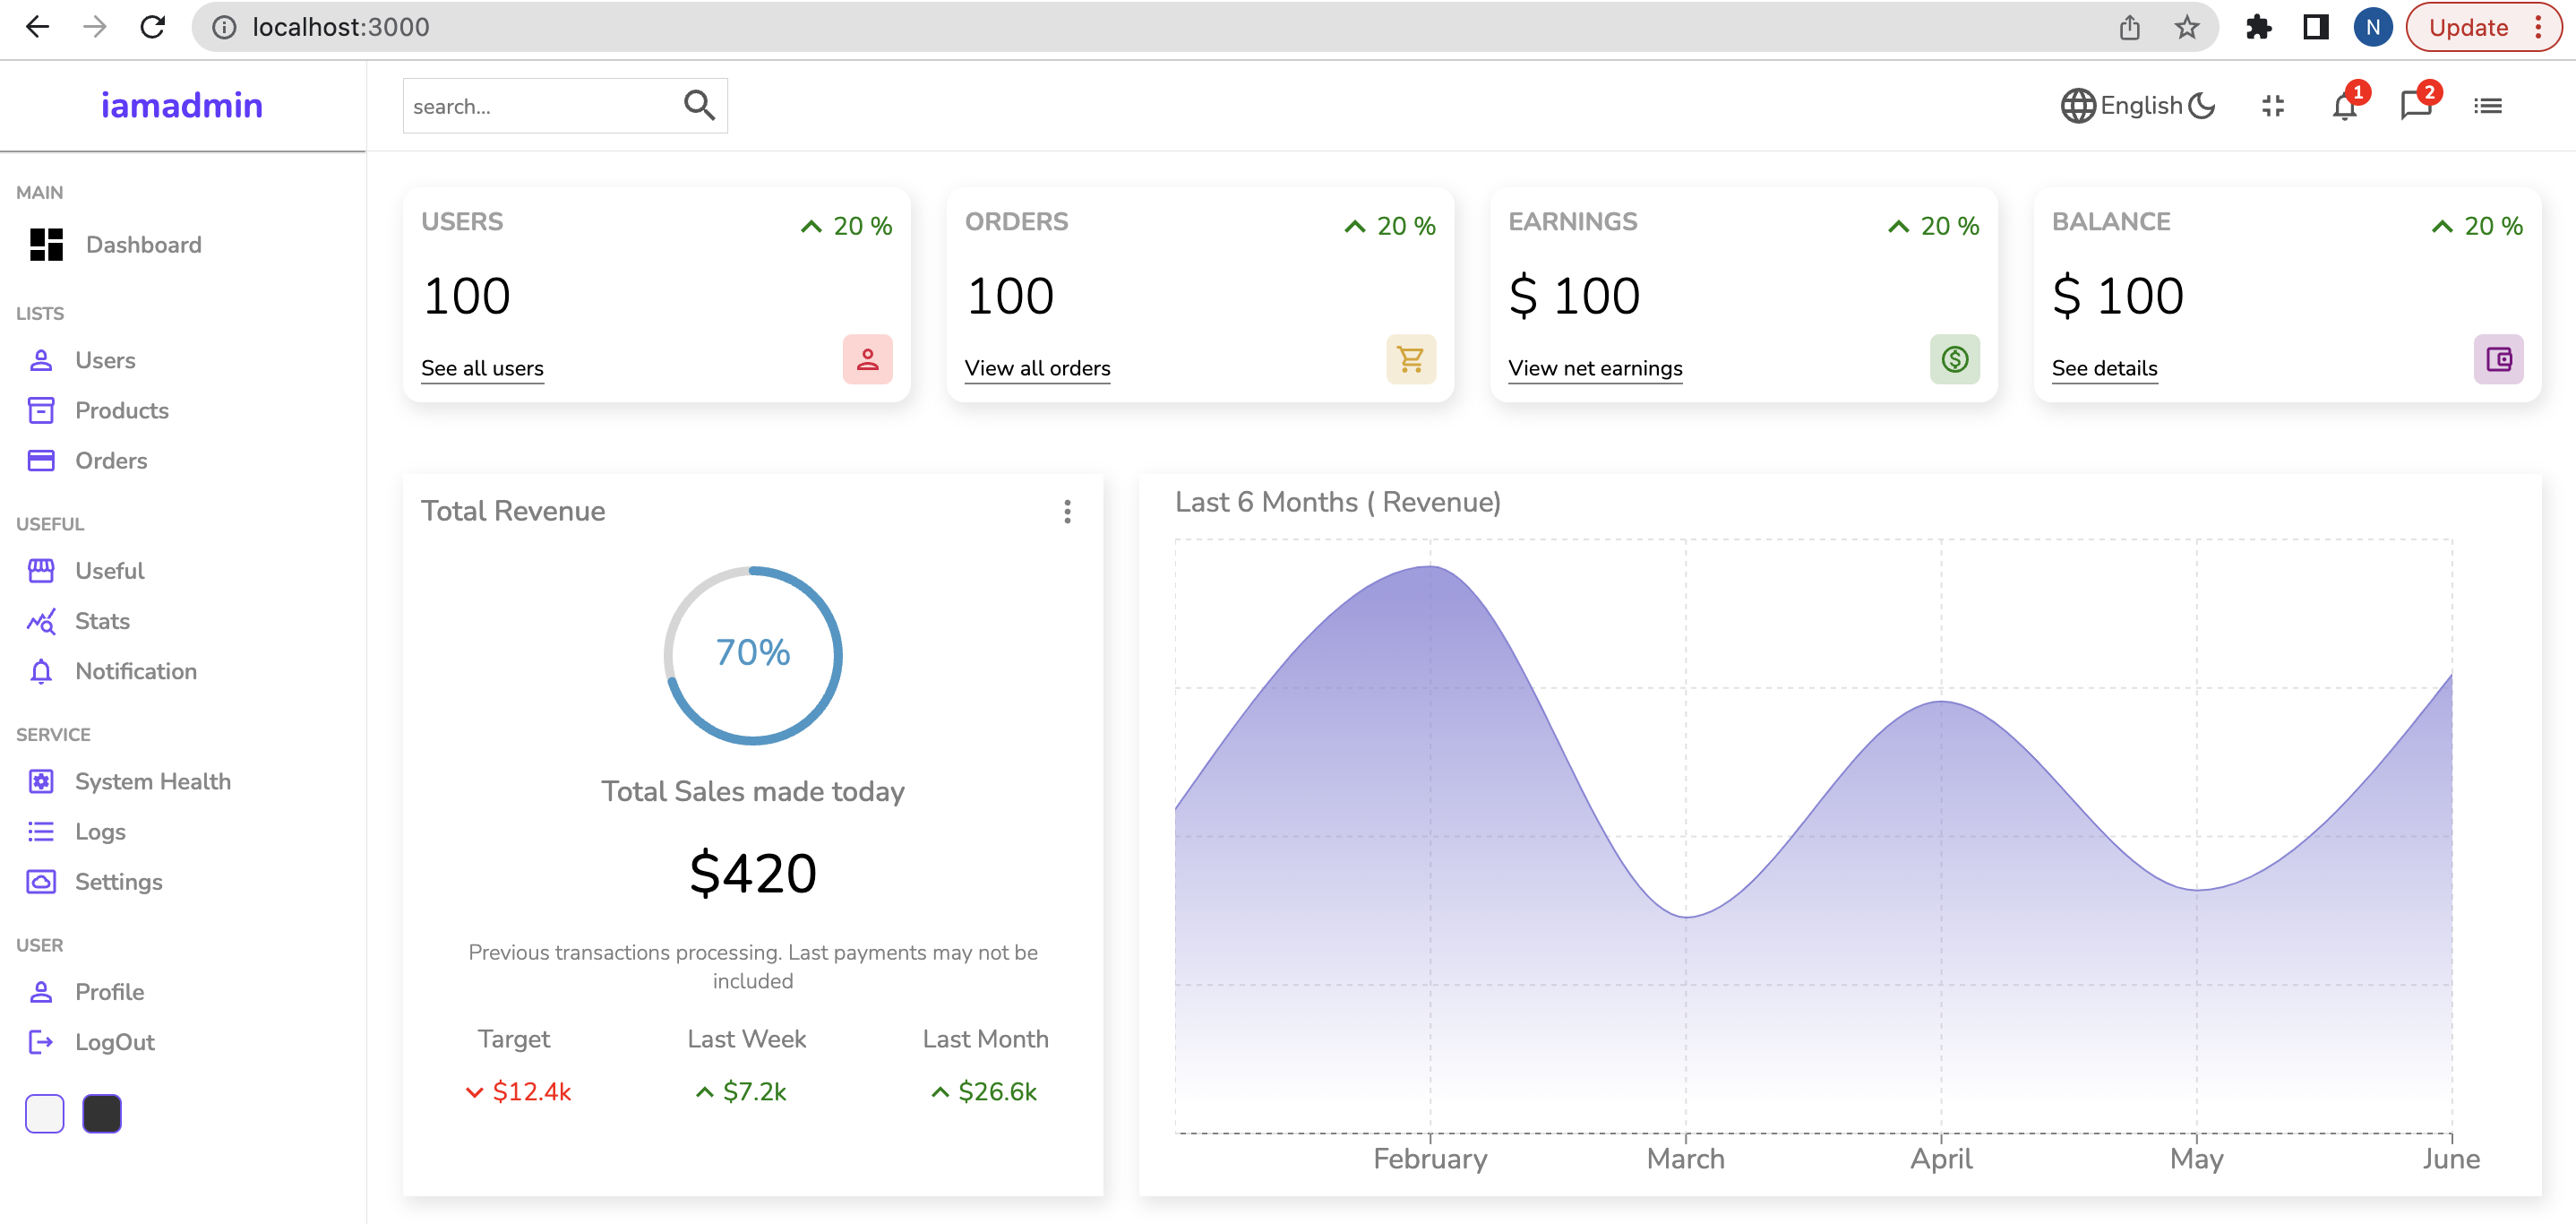 localhost:3000
N
Update
iamadmin
search...
English
1
2
MAIN
Dashboard
LISTS
Users
Products
Orders
USEFUL
Useful
Stats
Notification
SERVICE
System Health
Logs
Settings
USER
Profile
LogOut
USERS
20 %
100
See all users
ORDERS
20 %
100
View all orders
EARNINGS
20 %
$ 100
View net earnings
BALANCE
20 %
$ 100
See details
Total Revenue
70%
Total Sales made today
$420
Previous transactions processing. Last payments may not be
included
Target
Last Week
Last Month
$12.4k
$7.2k
$26.6k
Last 6 Months ( Revenue)
February
March
April
May
June